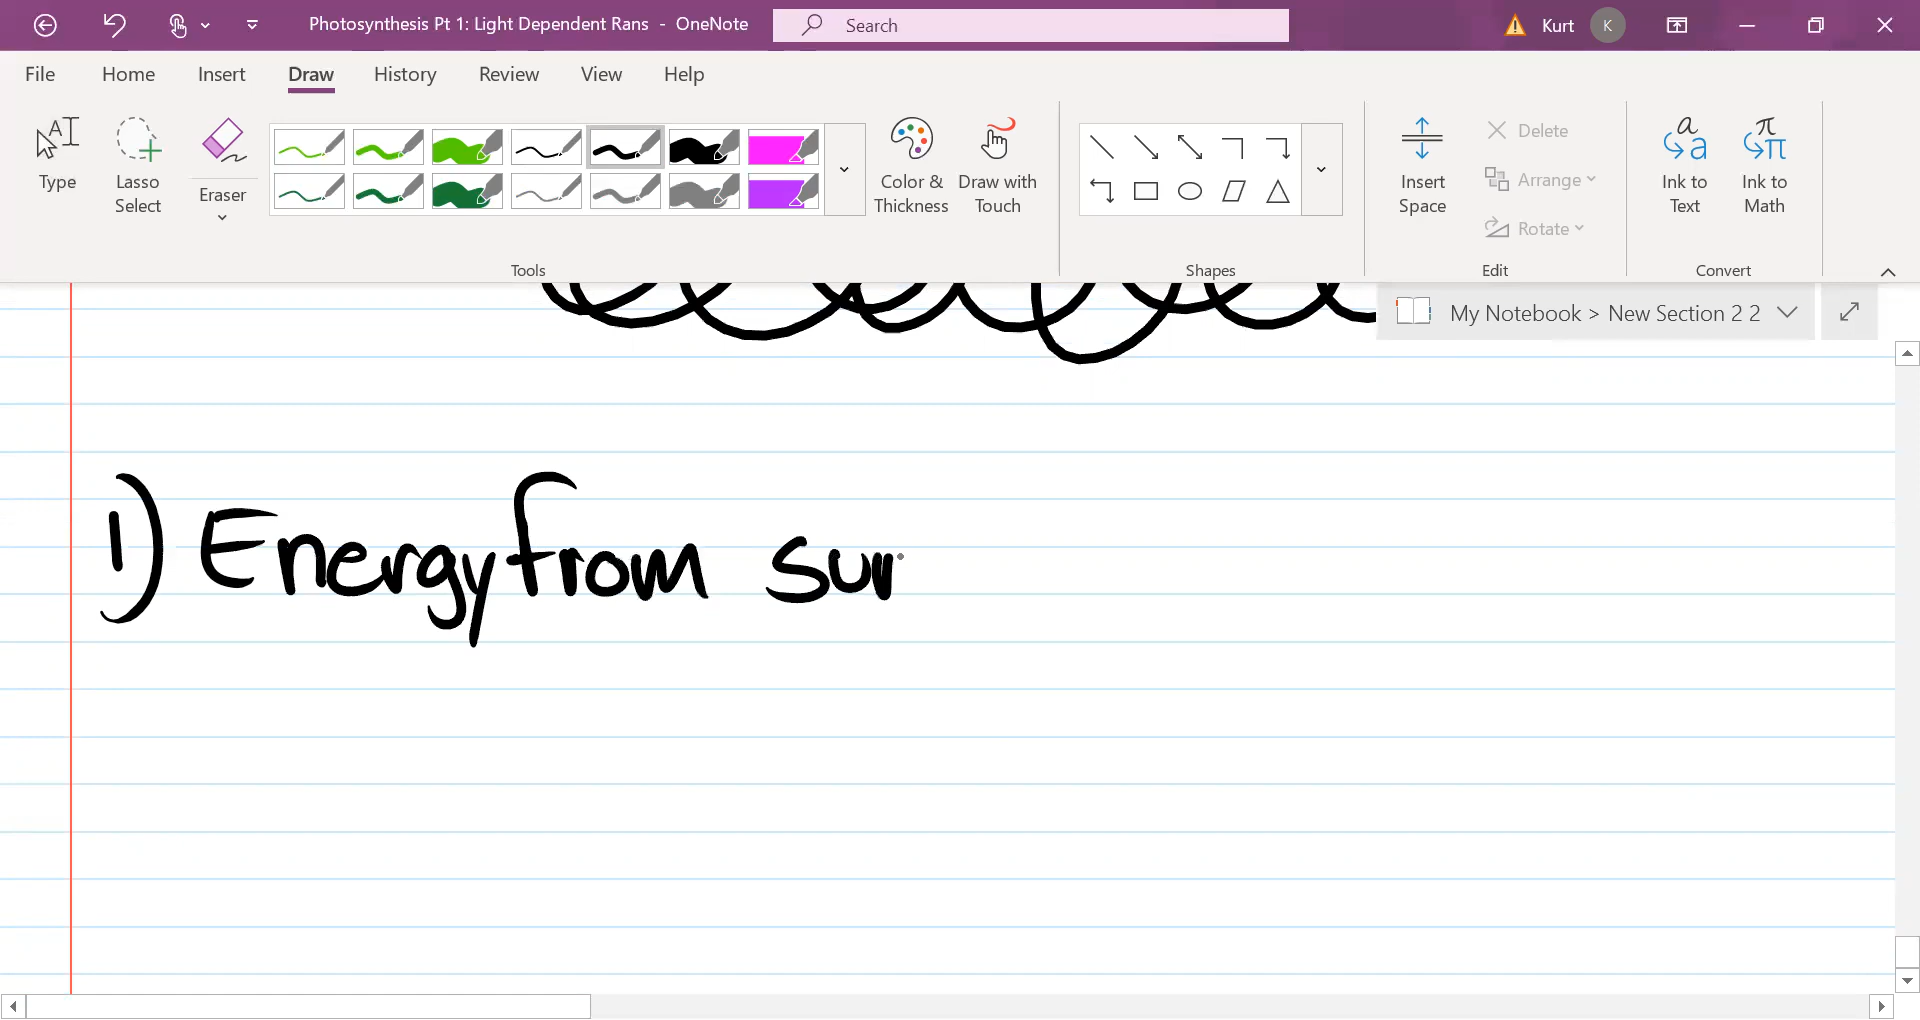 Photosynthesis Pt 1: Light Dependent Rans - OneNote
Search
Kurt
K
File Home Insert Draw History Review View Help
Type
Lasso Select
Eraser
Color & Thickness
Draw with Touch
Insert Space
Delete
Arrange
Rotate
Ink to Text
Ink to Math
Tools
Shapes
Edit
Convert
My Notebook > New Section 2 2
1) Energy from sun